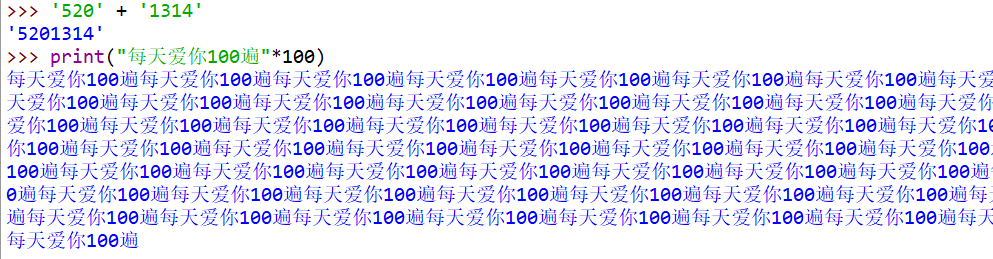 >>> '520' + '1314'
'5201314'
>>> print("每天爱你100遍"*100)
每天爱你100遍每天爱你100遍每天爱你100遍每天爱你100遍每天爱你100遍每天爱你100遍每天爱你100遍每天
天爱你100遍每天爱你100遍每天爱你100遍每天爱你100遍每天爱你100遍每天爱你100遍每天爱你100遍每天爱
爱你100遍每天爱你100遍每天爱你100遍每天爱你100遍每天爱你100遍每天爱你100遍每天爱你100遍每天爱你1
你100遍每天爱你100遍每天爱你100遍每天爱你100遍每天爱你100遍每天爱你100遍每天爱你100遍每天爱你100
100遍每天爱你100遍每天爱你100遍每天爱你100遍每天爱你100遍每天爱你100遍每天爱你100遍每天爱你100
0遍每天爱你100遍每天爱你100遍每天爱你100遍每天爱你100遍每天爱你100遍每天爱你100遍每天爱你100遍
遍每天爱你100遍每天爱你100遍每天爱你100遍每天爱你100遍每天爱你100遍每天爱你100遍每天爱你100遍每
每天爱你100遍